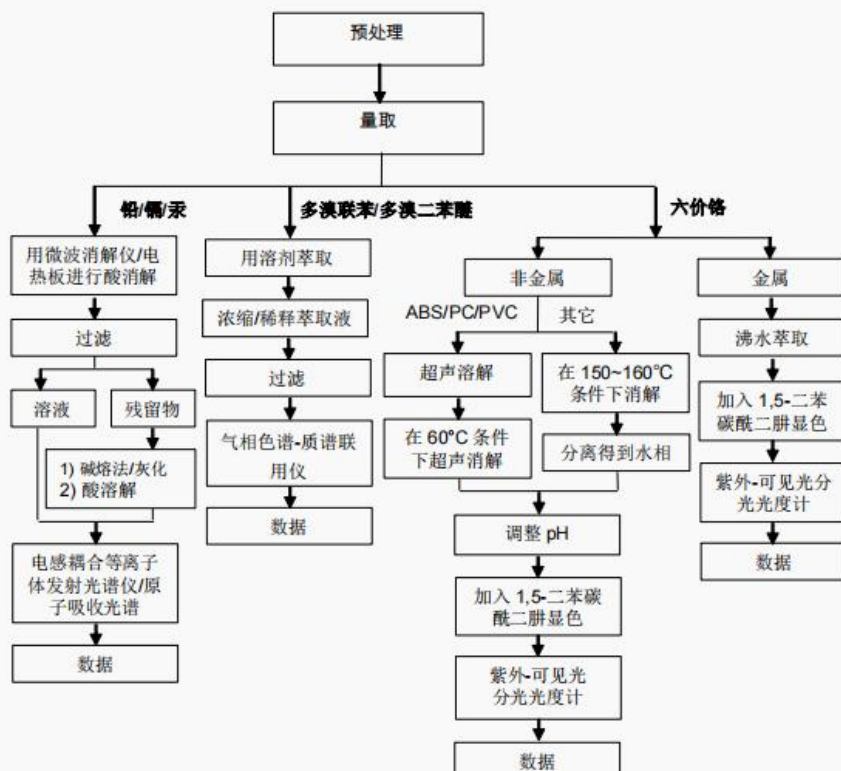 预处理
量取
铅/镉/汞
多溴联苯/多溴二苯醚
六价铬
用微波消解仪/电
热板进行酸消解
过滤
溶液
残留物
1) 碱熔法/灰化
2) 酸溶解
电感耦合等离子
体发射光谱仪/原
子吸收光谱
数据
用溶剂萃取
浓缩/稀释萃取液
过滤
气相色谱-质谱联
用仪
数据
非金属
ABS/PC/PVC
其它
超声溶解
在 60°C 条件
下超声消解
在 150~160°C
条件下消解
分离得到水相
调整 pH
加入 1,5-二苯碳
酰二肼显色
紫外-可见光
分光光度计
数据
金属
沸水萃取
加入 1,5-二苯
碳酰二肼显色
紫外-可见光分
光光度计
数据